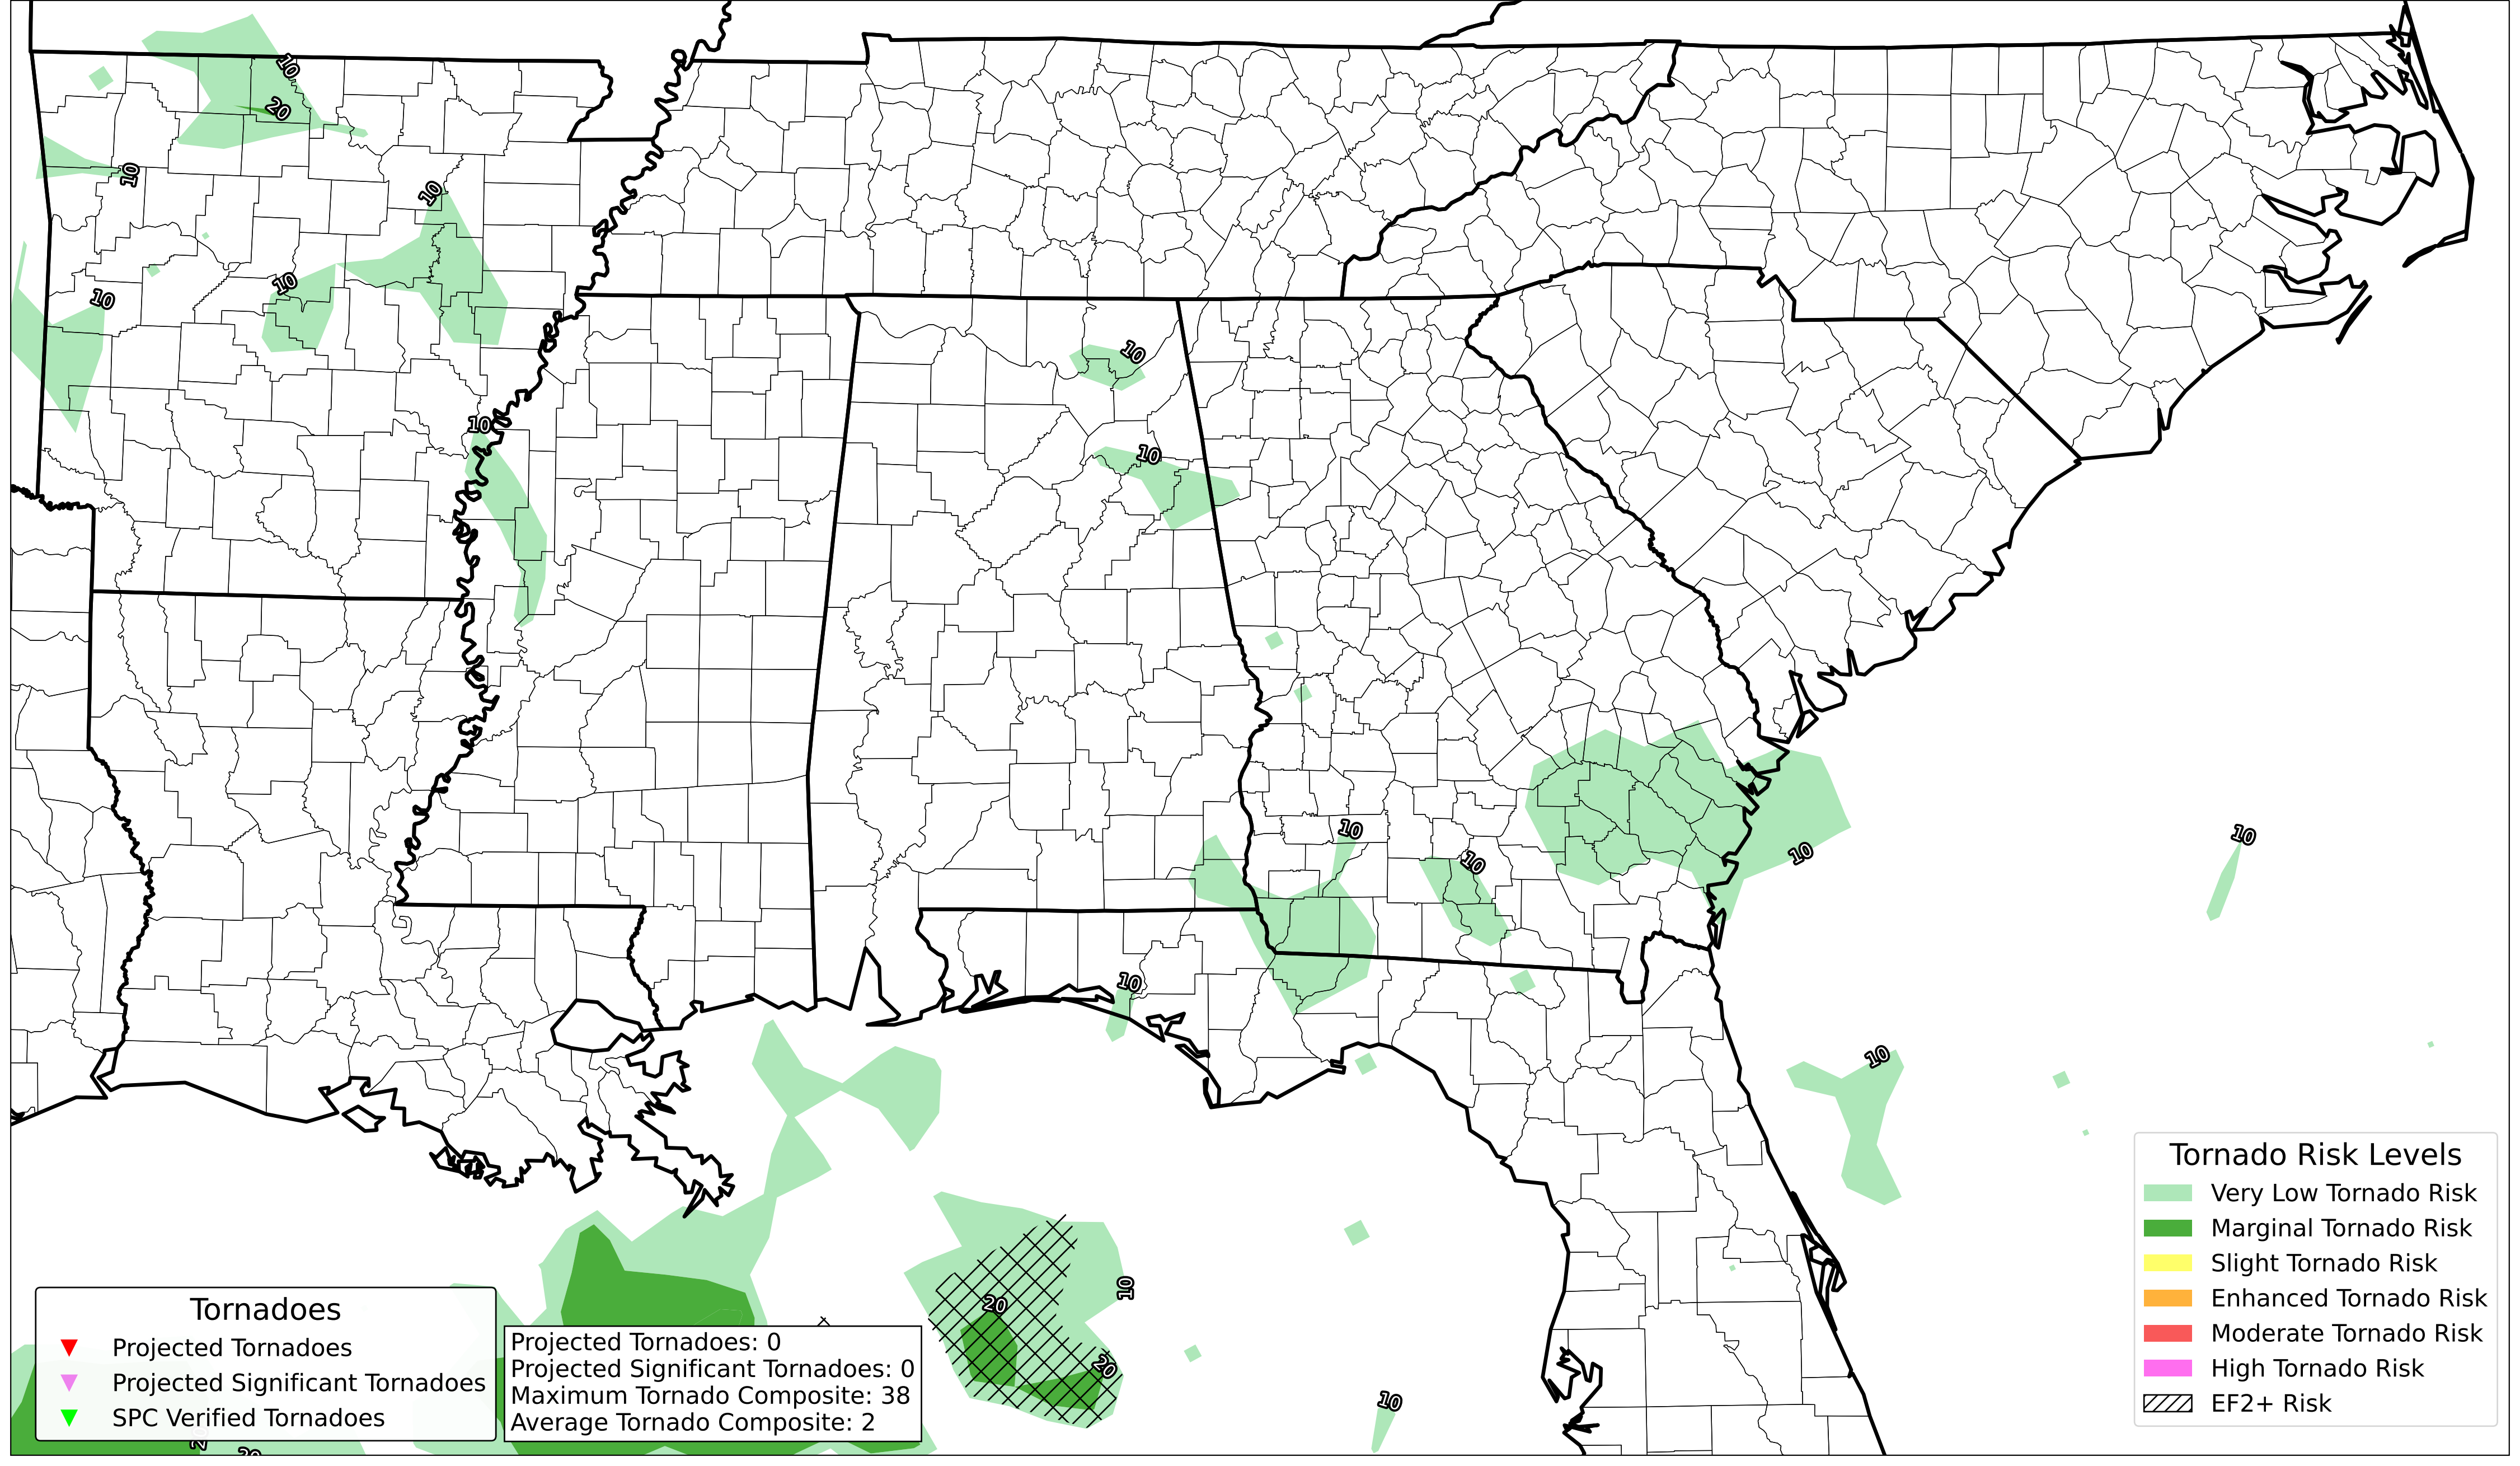 10
20
10
10
10
10
10
10
10
10
10
10
10
10
10
10
20
20
10
Tornado Risk Levels
Very Low Tornado Risk
Marginal Tornado Risk
Slight Tornado Risk
Enhanced Tornado Risk
Moderate Tornado Risk
High Tornado Risk
EF2+ Risk
Tornadoes
Projected Tornadoes
Projected Significant Tornadoes
SPC Verified Tornadoes
Projected Tornadoes: 0
Projected Significant Tornadoes: 0
Maximum Tornado Composite: 38
Average Tornado Composite: 2